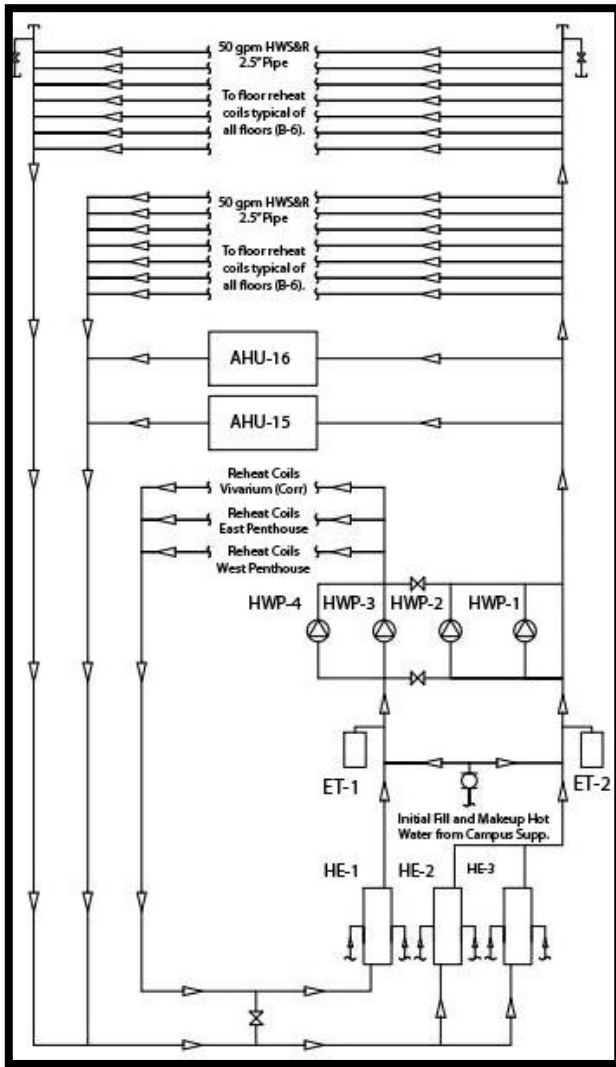 50 gpm HWS&R
2.5" Pipe
To floor reheat
coils typical of
all floors (B-6).
50 gpm HWS&R
2.5" Pipe
To floor reheat
coils typical of
all floors (B-6).
AHU-16
AHU-15
Reheat Coils
Vivarium (Corr)
Reheat Coils
East Penthouse
Reheat Coils
West Penthouse
HWP-4 HWP-3 HWP-2 HWP-1
ET-1
ET-2
Initial Fill and Makeup Hot
Water from Campus Supp.
HE-1 HE-2 HE-3